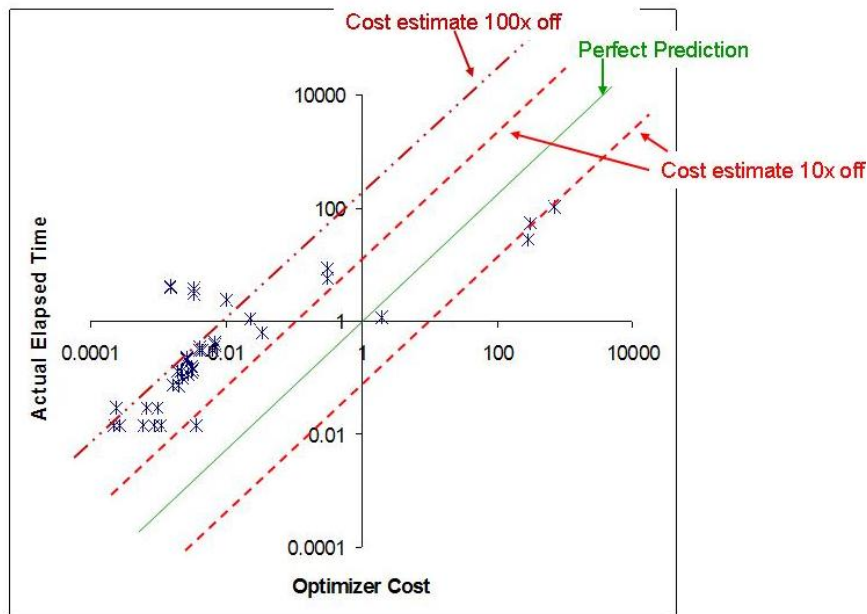 Cost estimate 100x off
Perfect Prediction
10000
Cost estimate 10x off
100
Actual Elapsed Time
1
0.0001
0.01
1
100
10000
0.01
0.0001
Optimizer Cost